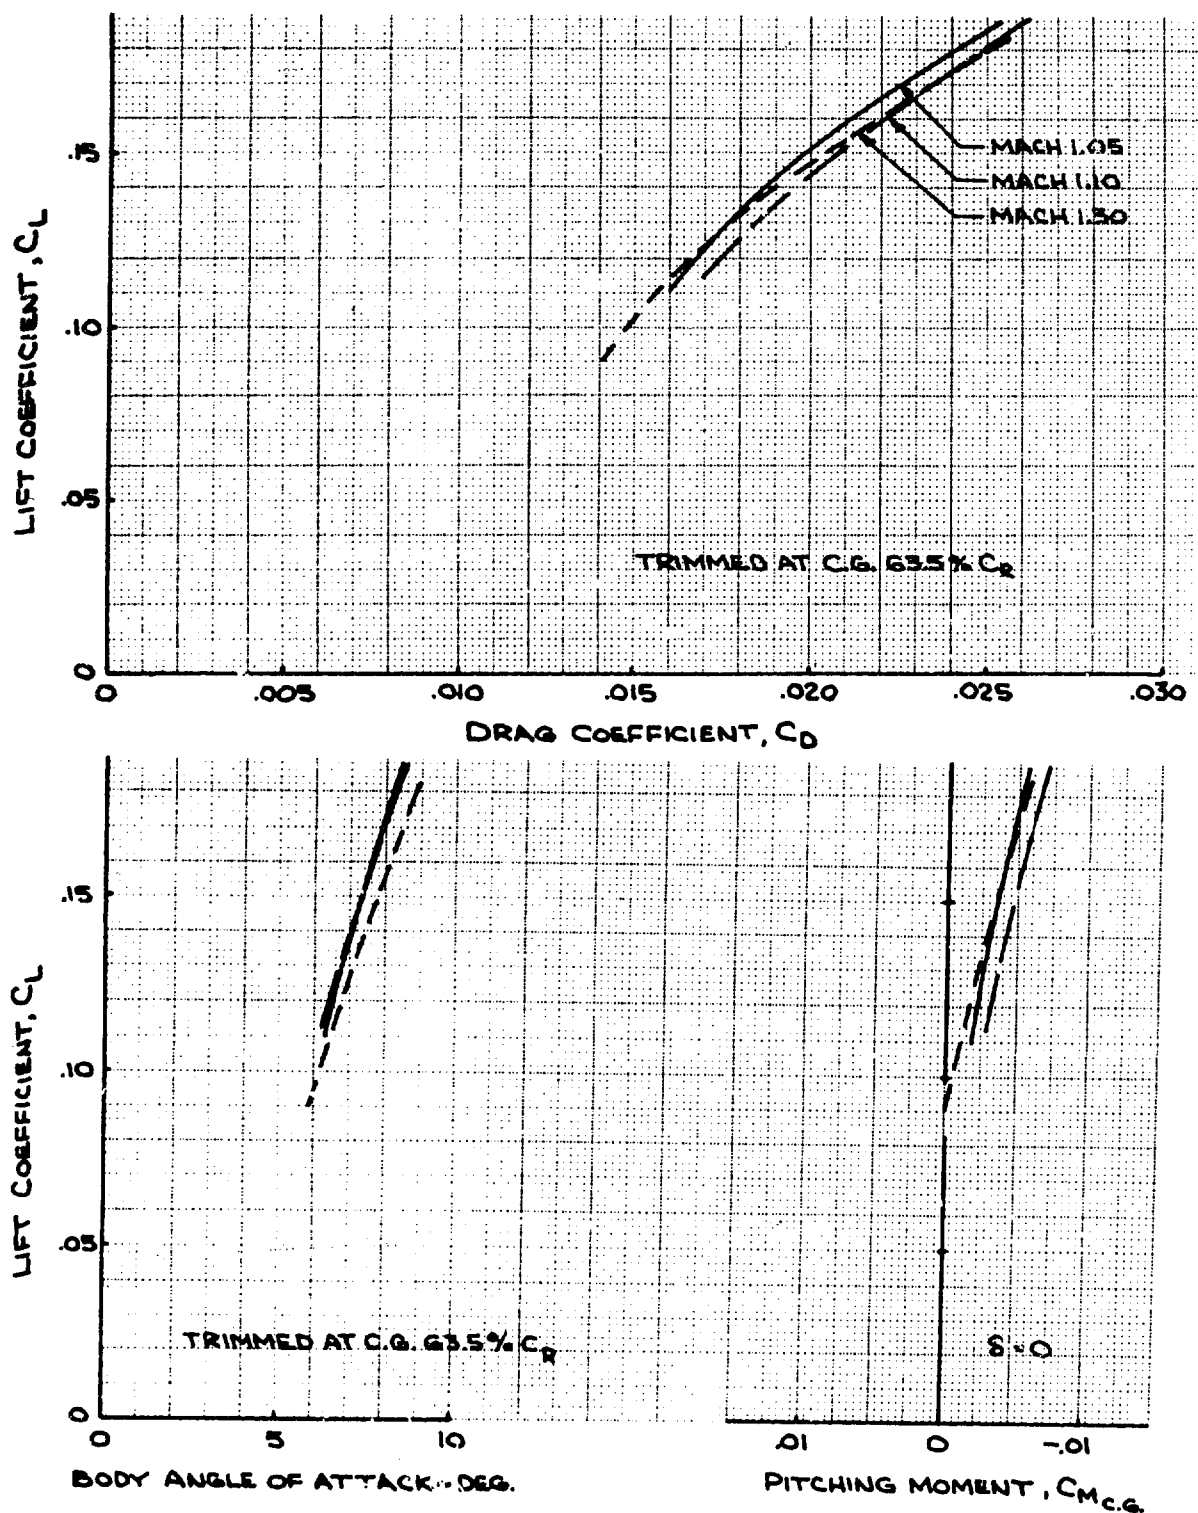 LIFT COEFFICIENT, CL
.15
.10
.05
0
MACH 1.05
MACH 1.10
MACH 1.30
TRIMMED AT C.G. 63.5% CR
0 .005 .010 .015 .020 .025 .030
DRAG COEFFICIENT, CD
LIFT COEFFICIENT, CL
.15
.10
.05
0
TRIMMED AT C.G. 63.5% CR
0 5 10
BODY ANGLE OF ATTACK - DEG.
δ=0
.01 0 -.01
PITCHING MOMENT, CMC.G.